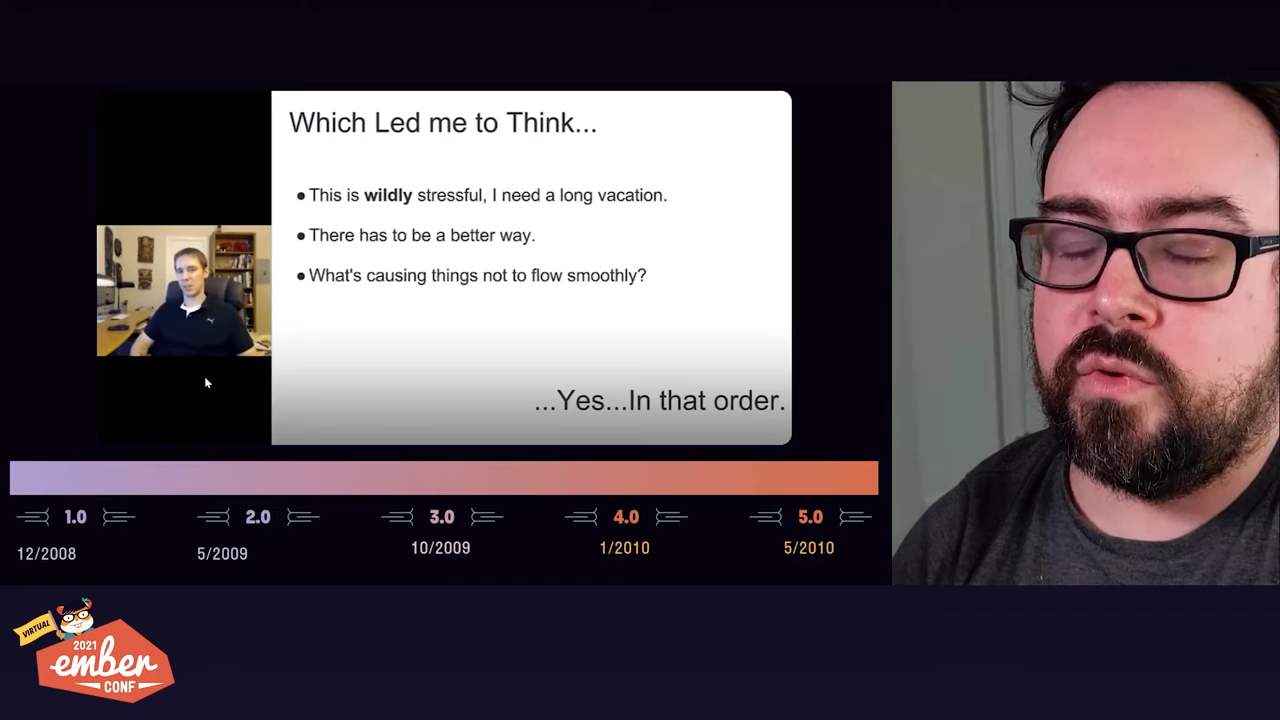 Which Led me to Think...
● This is wildly stressful, I need a long vacation.
● There has to be a better way.
● What's causing things not to flow smoothly?
...Yes...In that order.
1.0
2.0
3.0
4.0
5.0
12/2008
5/2009
10/2009
1/2010
5/2010
VIRTUAL
2021
ember
CONF